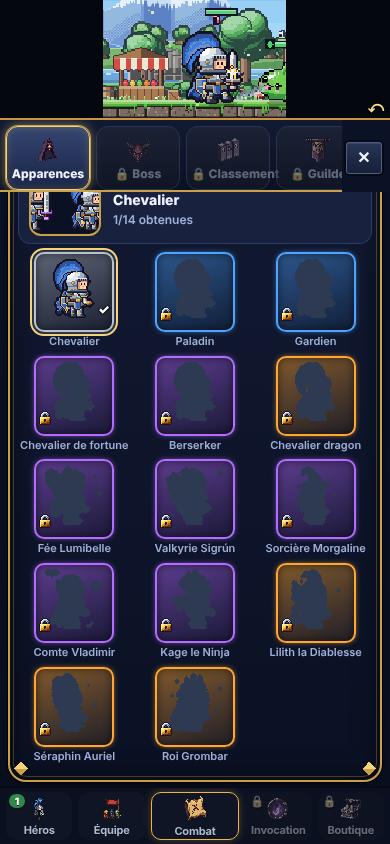 Apparences
Boss
Classement
Guilde
Chevalier
1/14 obtenues
Chevalier
Paladin
Gardien
Chevalier de fortune
Berserker
Chevalier dragon
Fée Lumibelle
Valkyrie Sigrún
Sorcière Morgaline
Comte Vladimir
Kage le Ninja
Lilith la Diablesse
Séraphin Auriel
Roi Grombar
1
Héros
Équipe
Combat
Invocation
Boutique